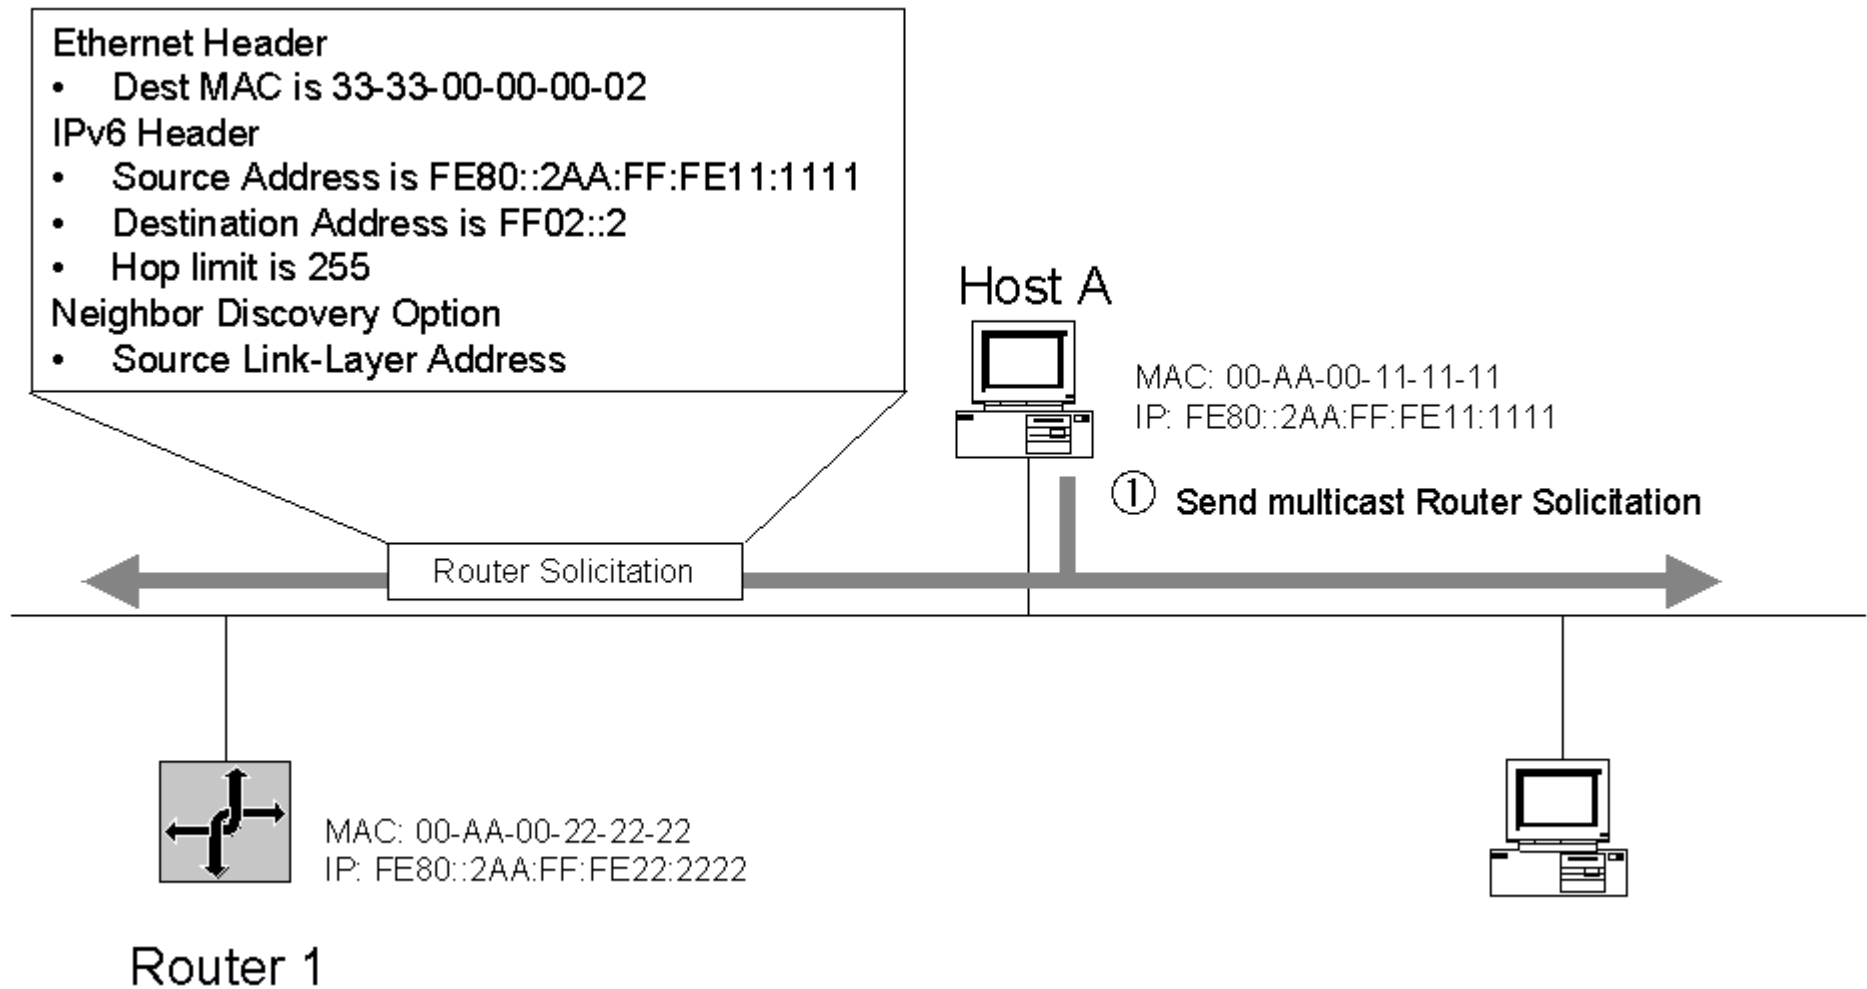 Ethernet Header
• Dest MAC is 33-33-00-00-00-02
IPv6 Header
• Source Address is FE80::2AA:FF:FE11:1111
• Destination Address is FF02::2
• Hop limit is 255
Neighbor Discovery Option
• Source Link-Layer Address
Host A
MAC: 00-AA-00-11-11-11
IP: FE80::2AA:FF:FE11:1111
① Send multicast Router Solicitation
Router Solicitation
MAC: 00-AA-00-22-22-22
IP: FE80::2AA:FF:FE22:2222
Router 1